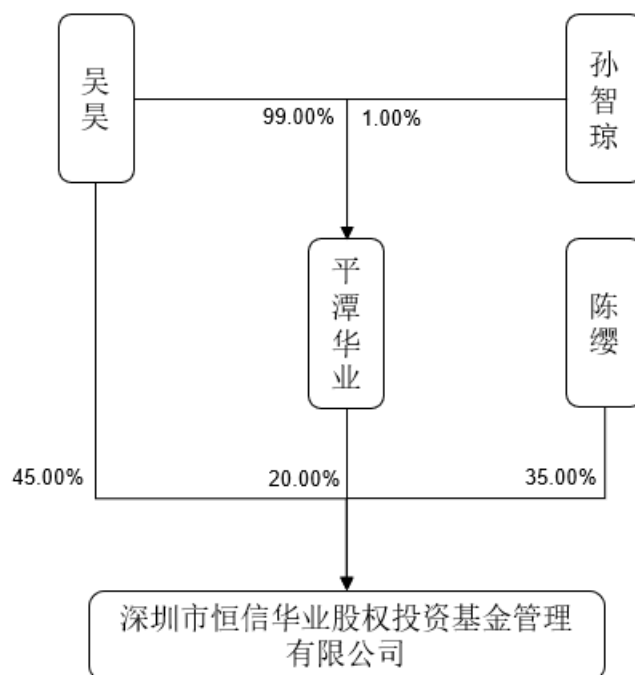 吴昊
孙智琼
99.00%
1.00%
平潭华业
陈缨
45.00%
20.00%
35.00%
深圳市恒信华业股权投资基金管理
有限公司